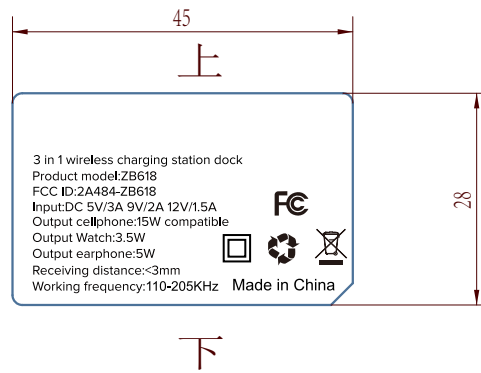 45
上
3 in 1 wireless charging station dock
Product model:ZB618
FCC ID:2A484-ZB618
Input:DC 5V/3A 9V/2A 12V/1.5A
Output cellphone:15W compatible
Output Watch:3.5W
Output earphone:5W
Receiving distance:<3mm
Working frequency:110-205KHz
FC
Made in China
28
下